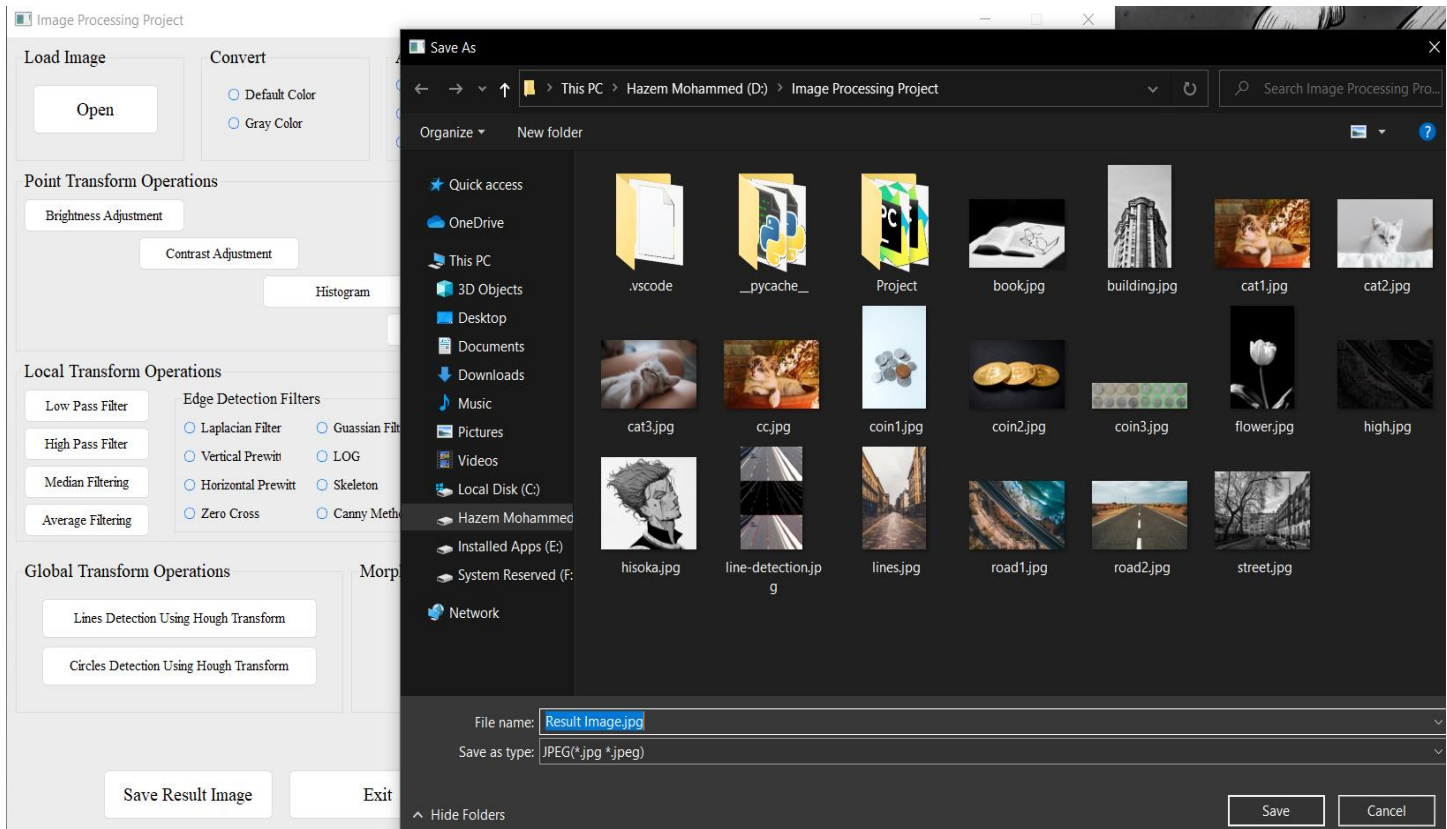 Image Processing Project
Load Image
Open
Convert
Default Color
Gray Color
Point Transform Operations
Brightness Adjustment
Contrast Adjustment
Histogram
Local Transform Operations
Low Pass Filter
High Pass Filter
Median Filtering
Average Filtering
Edge Detection Filters
Laplacian Filter
Guassian Filt
Vertical Prewitt
LOG
Horizontal Prewitt
Skeleton
Zero Cross
Canny Metho
Global Transform Operations
Lines Detection Using Hough Transform
Circles Detection Using Hough Transform
Morp
Save Result Image
Exit
Save As
This PC > Hazem Mohammed (D:) > Image Processing Project
Search Image Processing Pro...
Organize
New folder
Quick access
OneDrive
This PC
3D Objects
Desktop
Documents
Downloads
Music
Pictures
Videos
Local Disk (C:)
Hazem Mohammed
Installed Apps (E:)
System Reserved (F:
Network
.vscode
__pycache__
Project
book.jpg
building.jpg
cat1.jpg
cat2.jpg
cat3.jpg
cc.jpg
coin1.jpg
coin2.jpg
coin3.jpg
flower.jpg
high.jpg
hisoka.jpg
line-detection.jp
g
lines.jpg
road1.jpg
road2.jpg
street.jpg
File name: Result Image.jpg
Save as type: JPEG(*.jpg *.jpeg)
Hide Folders
Save
Cancel